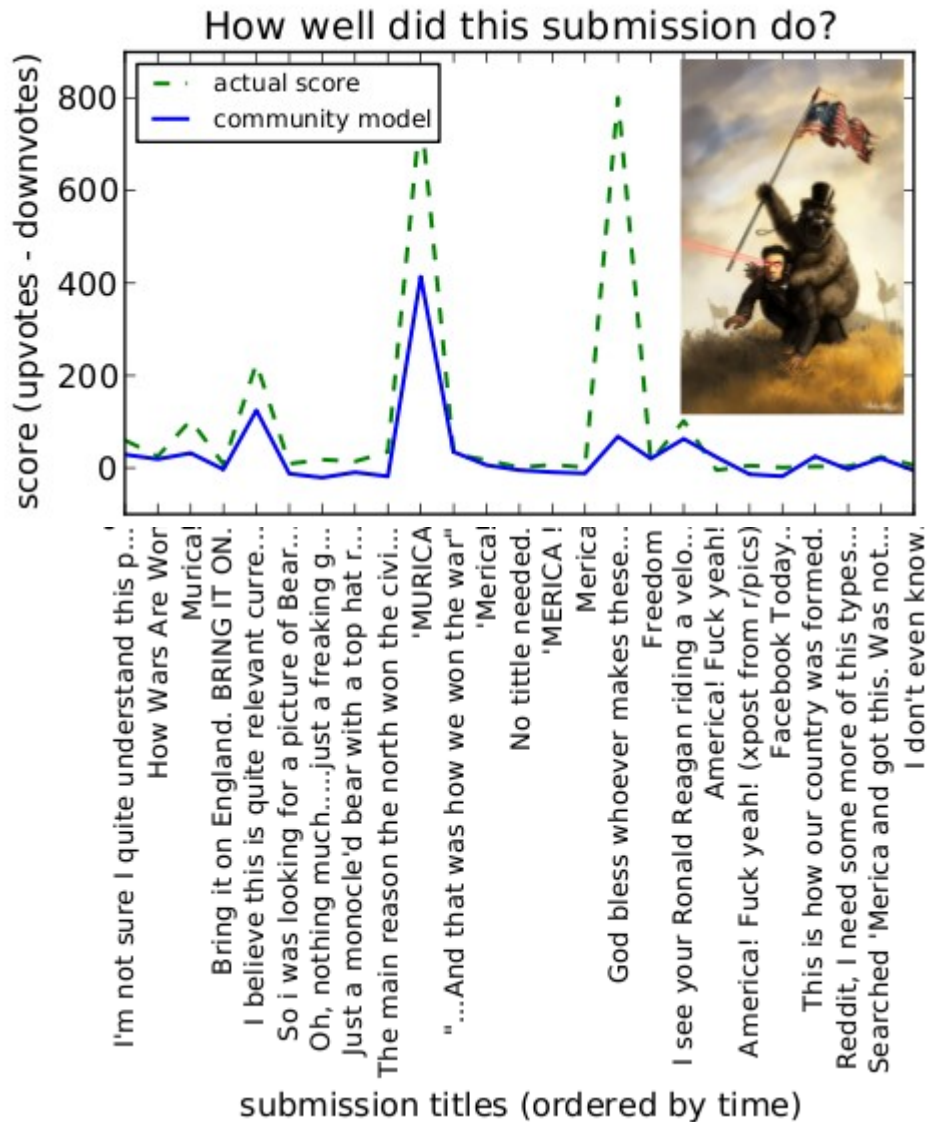 How well did this submission do?
actual score
community model
score (upvotes - downvotes)
800
600
400
200
0
I'm not sure I quite understand this p...
How Wars Are Wor
Murica!
Bring it on England. BRING IT ON.
I believe this is quite relevant curre...
So i was looking for a picture of Bear...
Oh, nothing much.....just a freaking g...
Just a monocle'd bear with a top hat r...
The main reason the north won the civi...
'MURICA
"....And that was how we won the war"
'Merica!
No tittle needed.
'MERICA !
Merica
God bless whoever makes these...
Freedom
I see your Ronald Reagan riding a velo...
America! Fuck yeah!
America! Fuck yeah! (xpost from r/pics)
Facebook Today...
This is how our country was formed.
Reddit, I need some more of this types...
Searched 'Merica and got this. Was not...
I don't even know.
submission titles (ordered by time)